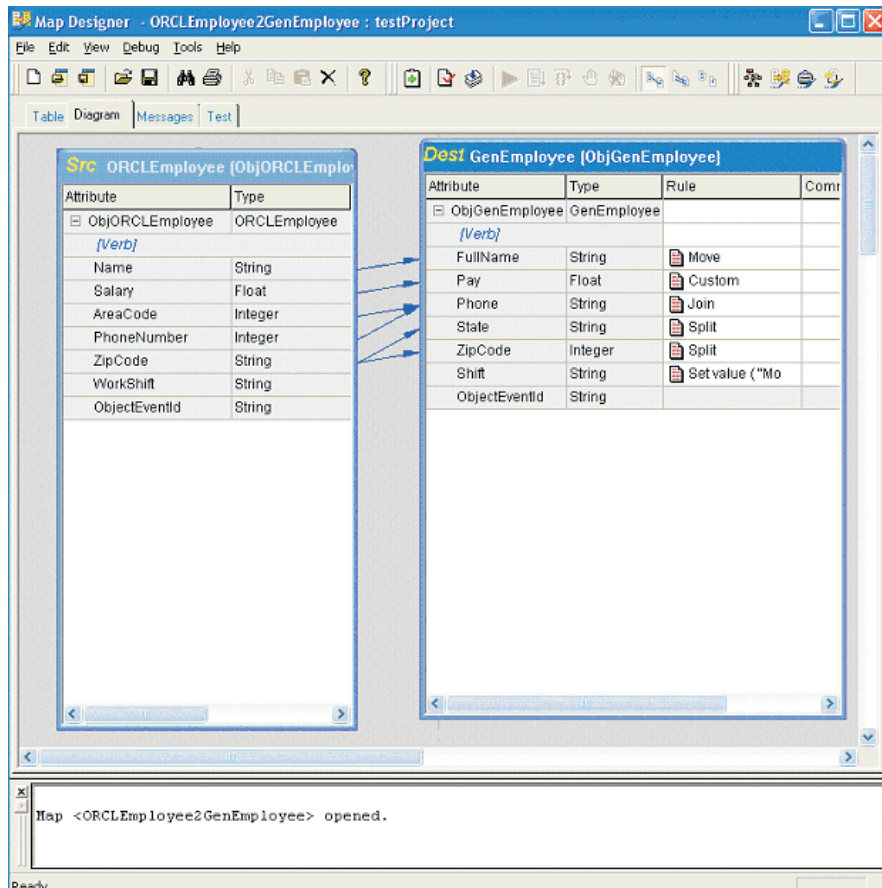 Map Designer - ORCLEmployee2GenEmployee : testProject
File Edit View Debug Tools Help
Table Diagram Messages Test
Src ORCLEmployee (ObjORCLEmplo
Attribute Type
ObjORCLEmployee ORCLEmployee
[Verb]
Name String
Salary Float
AreaCode Integer
PhoneNumber Integer
ZipCode String
WorkShift String
ObjectEventId String
Dest GenEmployee (ObjGenEmployee)
Attribute Type Rule Comr
ObjGenEmployee GenEmployee
[Verb]
FullName String Move
Pay Float Custom
Phone String Join
State String Split
ZipCode Integer Split
Shift String Set value ("Mo
ObjectEventId String
Map <ORCLEmployee2GenEmployee> opened.
Ready